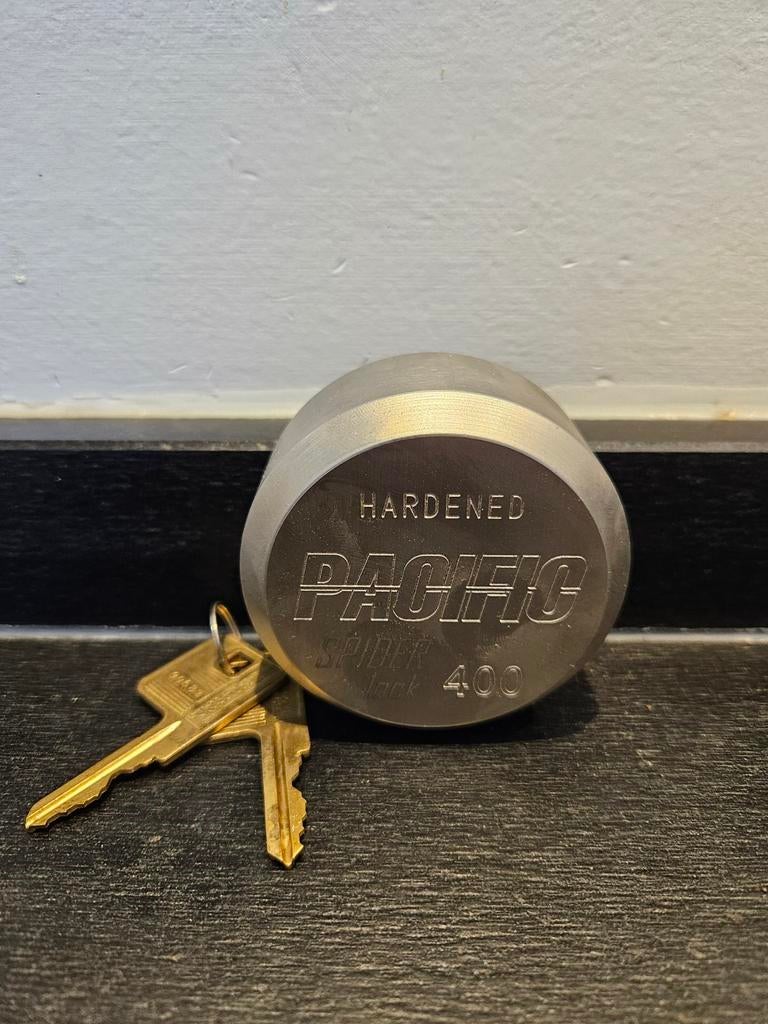 HARDENED
PACIFIC
SPIDER
lock 400